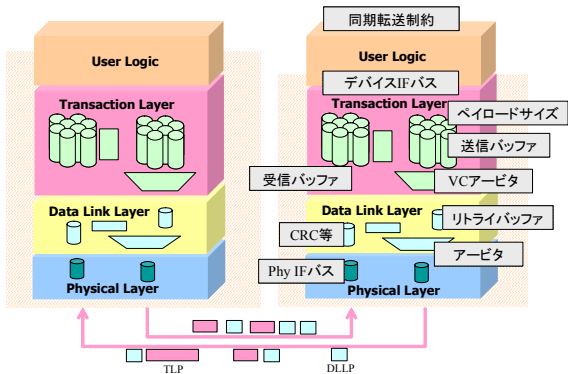 同期転送制約
User Logic
User Logic
デバイスIFバス
Transaction Layer
Transaction Layer
ペイロードサイズ
送信バッファ
受信バッファ
VCアービタ
Data Link Layer
Data Link Layer
リトライバッファ
CRC等
アービタ
Phy IFバス
Physical Layer
Physical Layer
TLP
DLLP